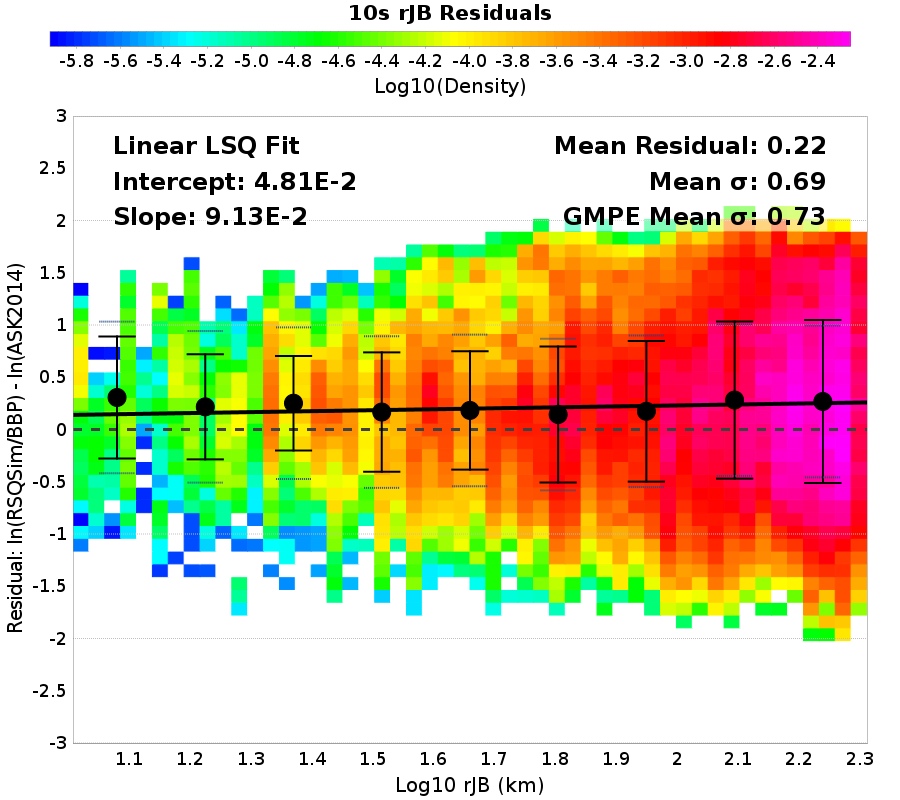 10s rJB Residuals
-5.8 -5.6 -5.4 -5.2 -5.0 -4.8 -4.6 -4.4 -4.2 -4.0 -3.8 -3.6 -3.4 -3.2 -3.0 -2.8 -2.6 -2.4
Log10(Density)
Linear LSQ Fit
Intercept: 4.81E-2
Slope: 9.13E-2
Mean Residual: 0.22
Mean σ: 0.69
GMPE Mean σ: 0.73
Residual: ln(RSQSim/BBP) - ln(ASK2014)
3
2.5
2
1.5
1
0.5
0
-0.5
-1
-1.5
-2
-2.5
-3
1.1 1.2 1.3 1.4 1.5 1.6 1.7 1.8 1.9 2 2.1 2.2 2.3
Log10 rJB (km)